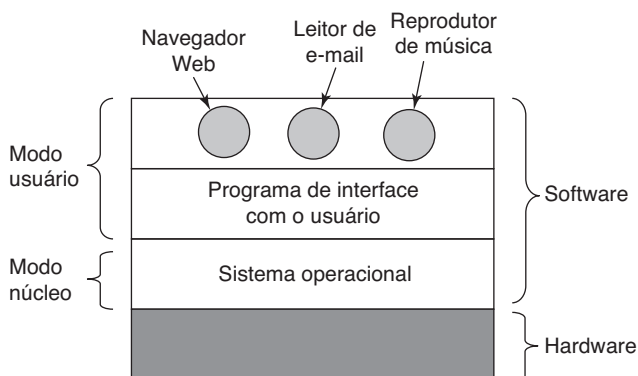 Navegador
Web
Leitor de
e-mail
Reprodutor
de música
Modo
usuário
Programa de interface
com o usuário
Software
Modo
núcleo
Sistema operacional
Hardware